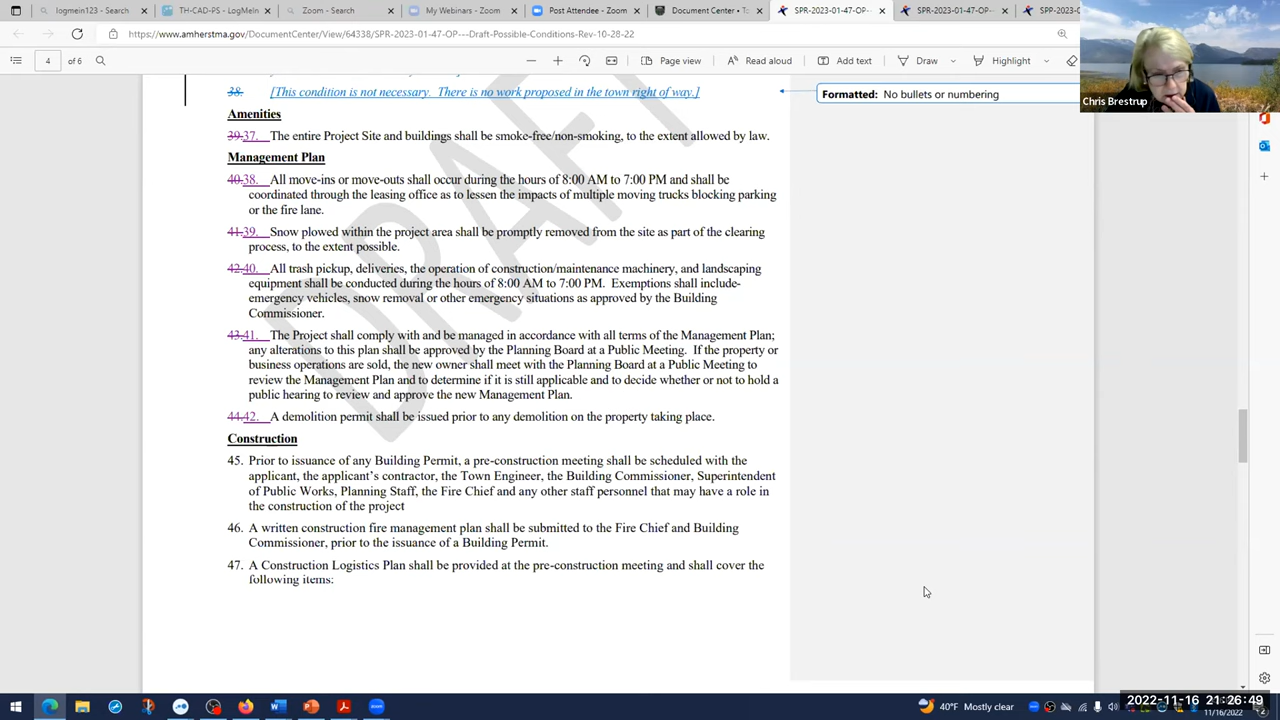 logmein123 - Search
TH-CAD-PS - LogMeIn
Zoom - Search
My Webinars - Zoom
Post Attendee - Zoom
Document Center • To
SPR-2023-01-47-OP---
SPR-2023-01-47-OP---
SPP-
https://www.amherstma.gov/DocumentCenter/View/64338/SPR-2023-01-47-OP---Draft-Possible-Conditions-Rev-10-28-22
4 of 6
Page view
Read aloud
Add text
Draw
Highlight
Chris Brestrup
38. [This condition is not necessary. There is no work proposed in the town right of way.]
Formatted: No bullets or numbering
Amenities
39.37. The entire Project Site and buildings shall be smoke-free/non-smoking, to the extent allowed by law.
Management Plan
40.38. All move-ins or move-outs shall occur during the hours of 8:00 AM to 7:00 PM and shall be
coordinated through the leasing office as to lessen the impacts of multiple moving trucks blocking parking
or the fire lane.
41.39. Snow plowed within the project area shall be promptly removed from the site as part of the clearing
process, to the extent possible.
42.40. All trash pickup, deliveries, the operation of construction/maintenance machinery, and landscaping
equipment shall be conducted during the hours of 8:00 AM to 7:00 PM. Exemptions shall include-
emergency vehicles, snow removal or other emergency situations as approved by the Building
Commissioner.
43.41. The Project shall comply with and be managed in accordance with all terms of the Management Plan;
any alterations to this plan shall be approved by the Planning Board at a Public Meeting. If the property or
business operations are sold, the new owner shall meet with the Planning Board at a Public Meeting to
review the Management Plan and to determine if it is still applicable and to decide whether or not to hold a
public hearing to review and approve the new Management Plan.
44.42. A demolition permit shall be issued prior to any demolition on the property taking place.
DRAFT
Construction
45. Prior to issuance of any Building Permit, a pre-construction meeting shall be scheduled with the
applicant, the applicant's contractor, the Town Engineer, the Building Commissioner, Superintendent
of Public Works, Planning Staff, the Fire Chief and any other staff personnel that may have a role in
the construction of the project
46. A written construction fire management plan shall be submitted to the Fire Chief and Building
Commissioner, prior to the issuance of a Building Permit.
47. A Construction Logistics Plan shall be provided at the pre-construction meeting and shall cover the
following items:
40°F Mostly clear
2022-11-16 21:26:49
11/16/2022